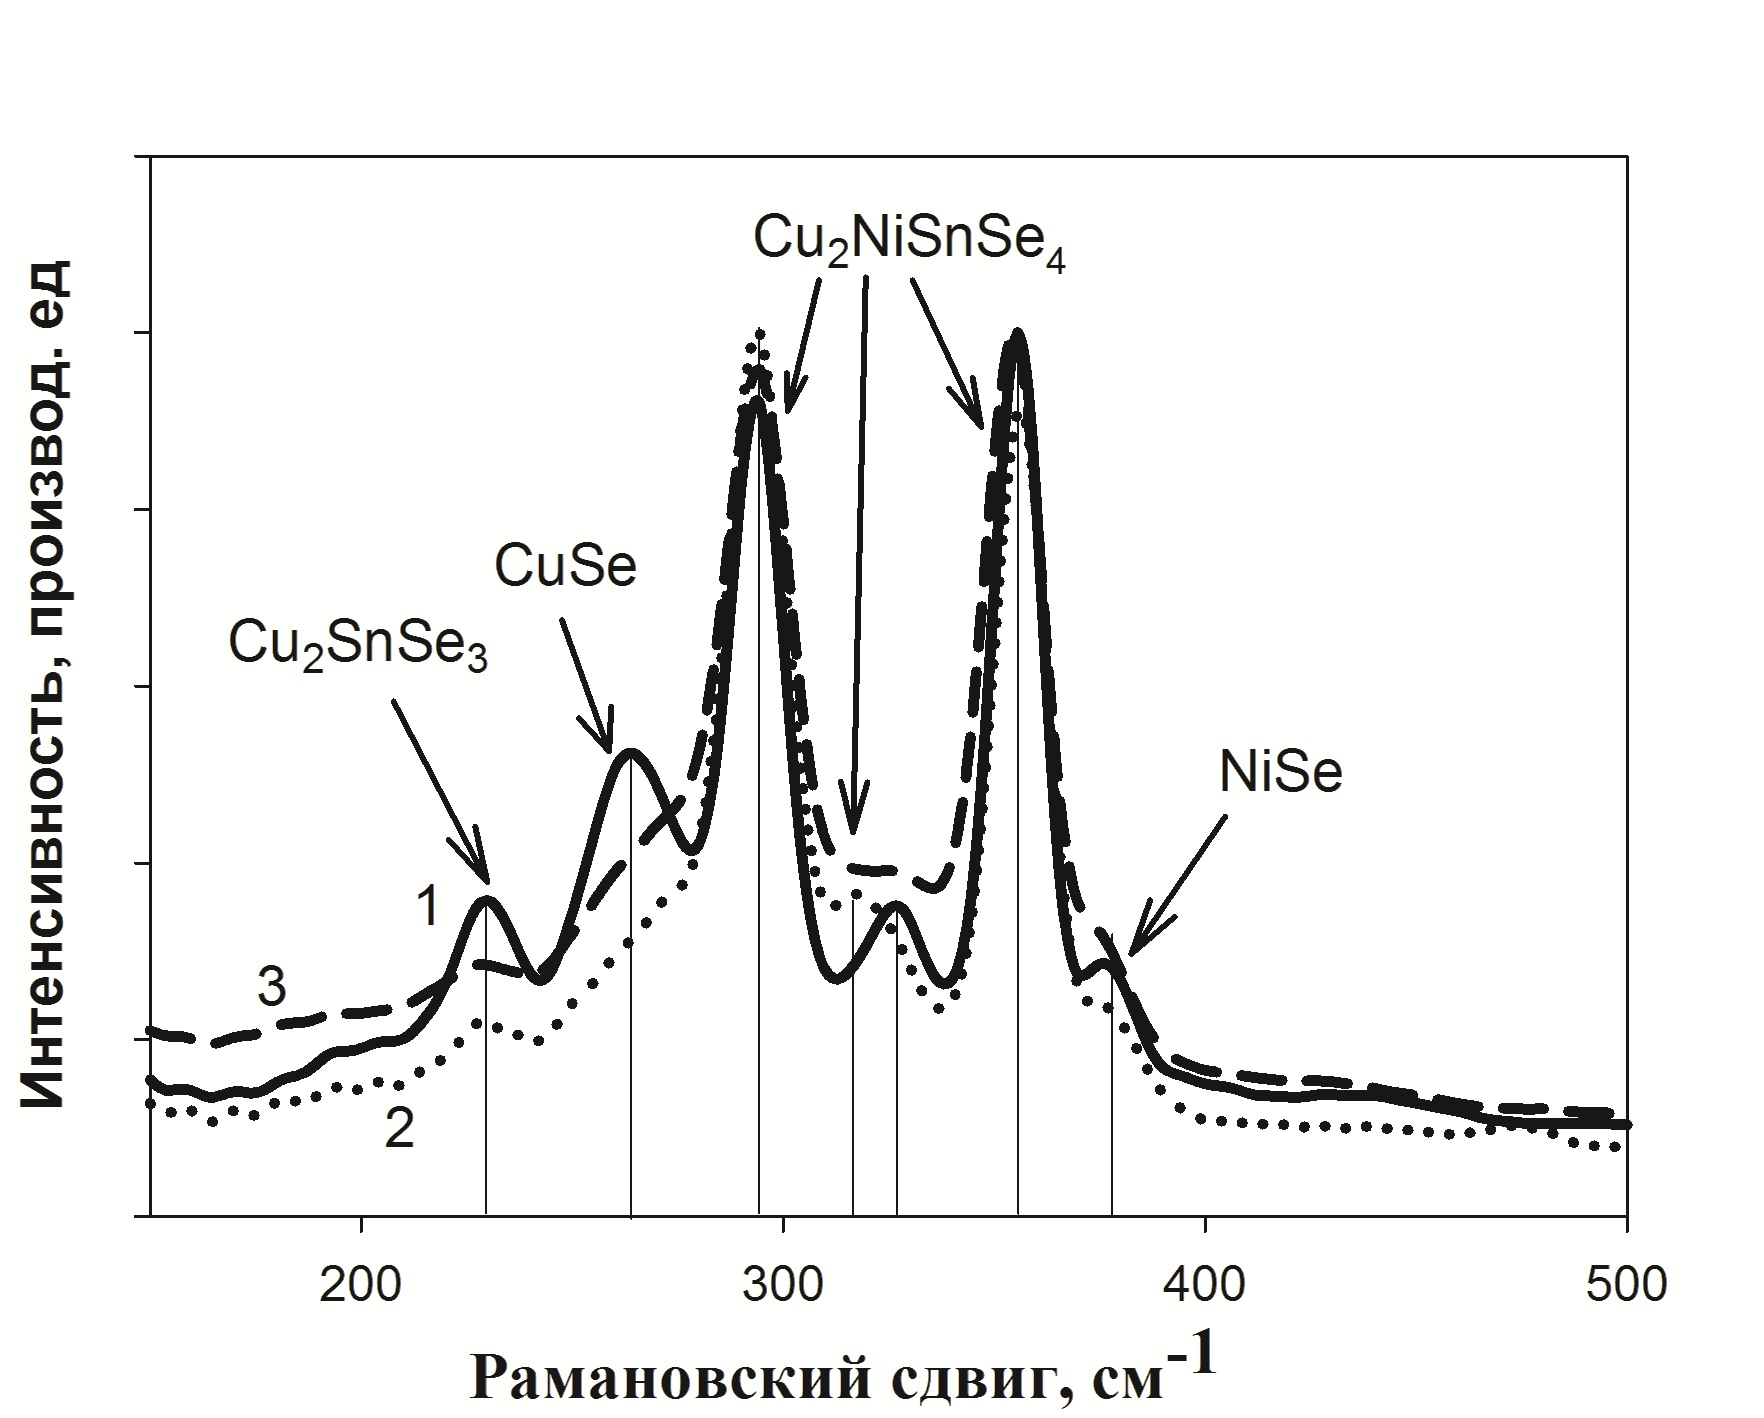 Cu2NiSnSe4
CuSe
Cu2SnSe3
NiSe
1
3
2
Интенсивность, производ. ед
200 300 400 500
Рамановский сдвиг, см-1